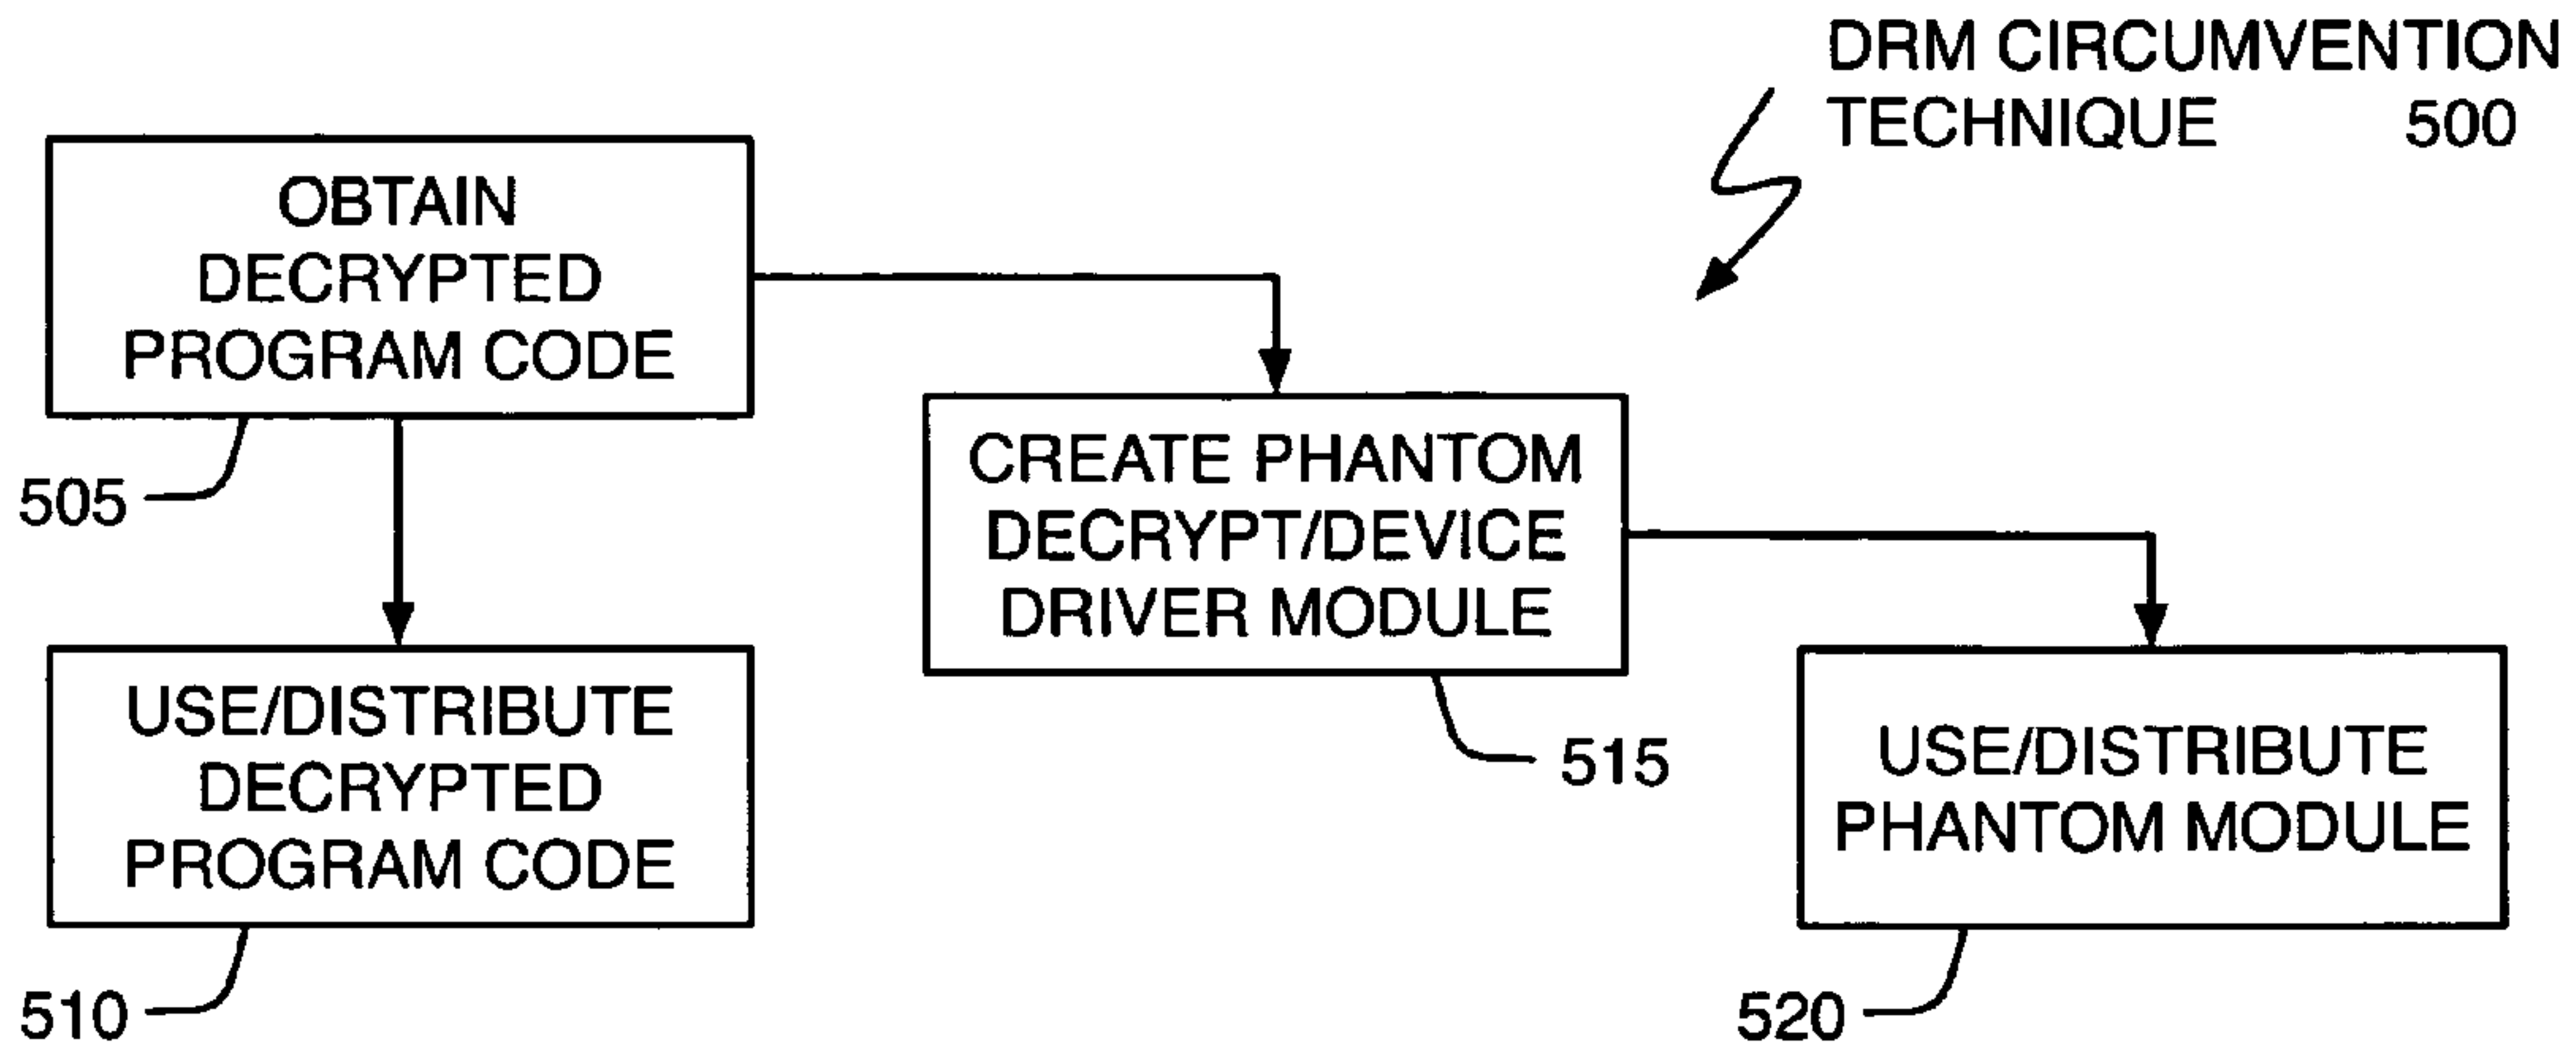 DRM CIRCUMVENTION
TECHNIQUE 500
OBTAIN
DECRYPTED
PROGRAM CODE
505
CREATE PHANTOM
DECRYPT/DEVICE
DRIVER MODULE
515
USE/DISTRIBUTE
DECRYPTED
PROGRAM CODE
510
USE/DISTRIBUTE
PHANTOM MODULE
520